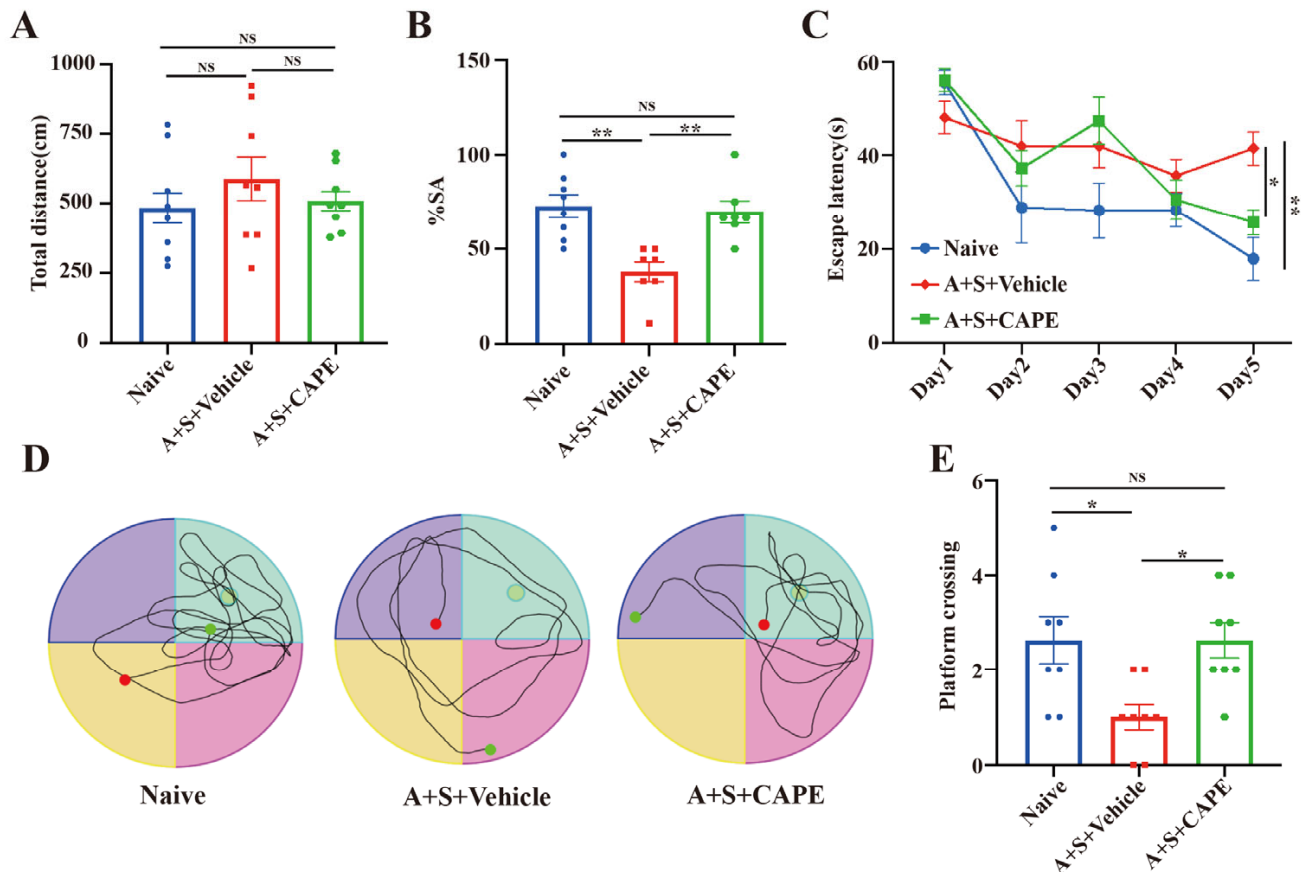 A
NS
NS
NS
Total distance(cm)
1000
750
500
250
0
Naive
A+S+Vehicle
A+S+CAPE
B
NS
**
**
%SA
150
100
50
0
Naive
A+S+Vehicle
A+S+CAPE
C
Escape latency(s)
60
40
20
0
Naive
A+S+Vehicle
A+S+CAPE
*
**
Day1
Day2
Day3
Day4
Day5
D
Naive
A+S+Vehicle
A+S+CAPE
E
NS
*
*
Platform crossing
6
4
2
0
Naive
A+S+Vehicle
A+S+CAPE